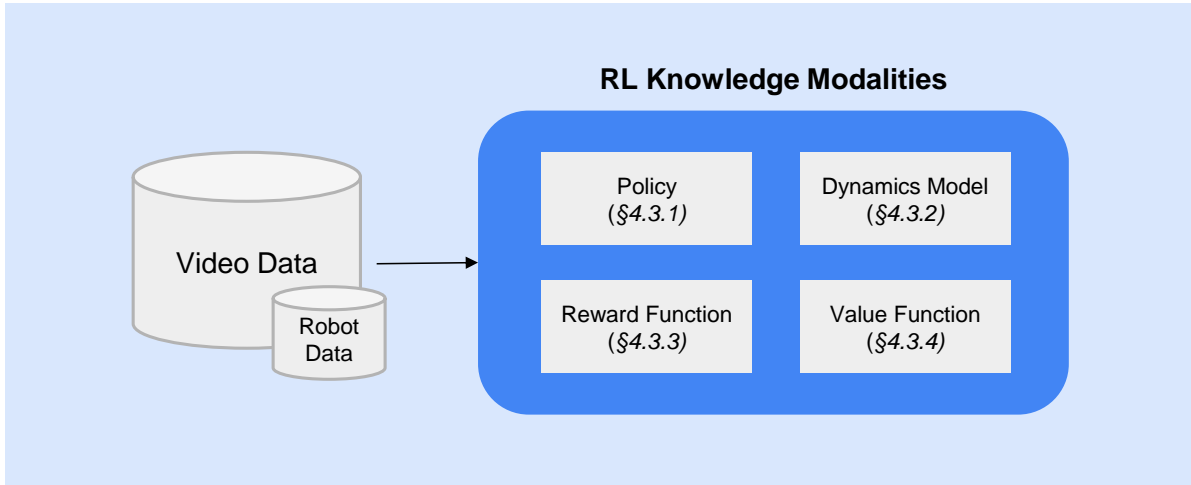 RL Knowledge Modalities
Video Data
Robot
Data
Policy
(§4.3.1)
Dynamics Model
(§4.3.2)
Reward Function
(§4.3.3)
Value Function
(§4.3.4)